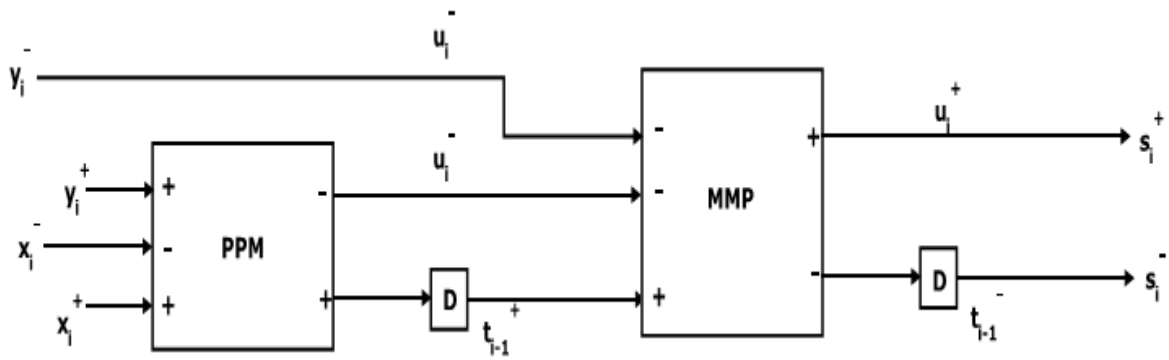 u_i^-
y_i^-
u_i^+
+
s_i^+
y_i^+
+
-
u_i^-
-
-
MMP
x_i^-
-
PPM
x_i^+
+
+
D
t_{i-1}^+
+
-
D
t_{i-1}^-
s_i^-